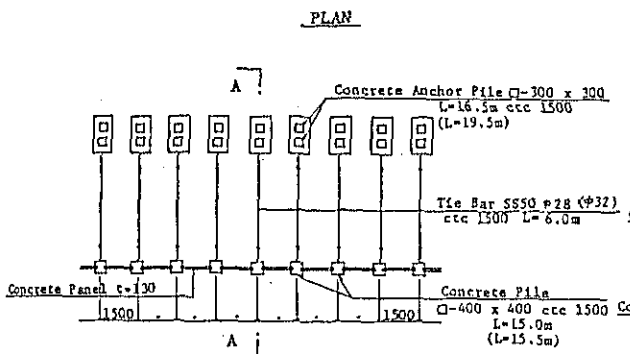 PLAN
A
Concrete Anchor Pile □-300 x 300
L=16.5m ctc 1500
(L=19.5m)
Tie Bar SS50 φ28 (φ32)
ctc 1500 L= 6.0m
Concrete Panel t=130
Concrete Pile
□-400 x 400 ctc 1500
L=15.0m
(L=15.5m)
1500
1500
A